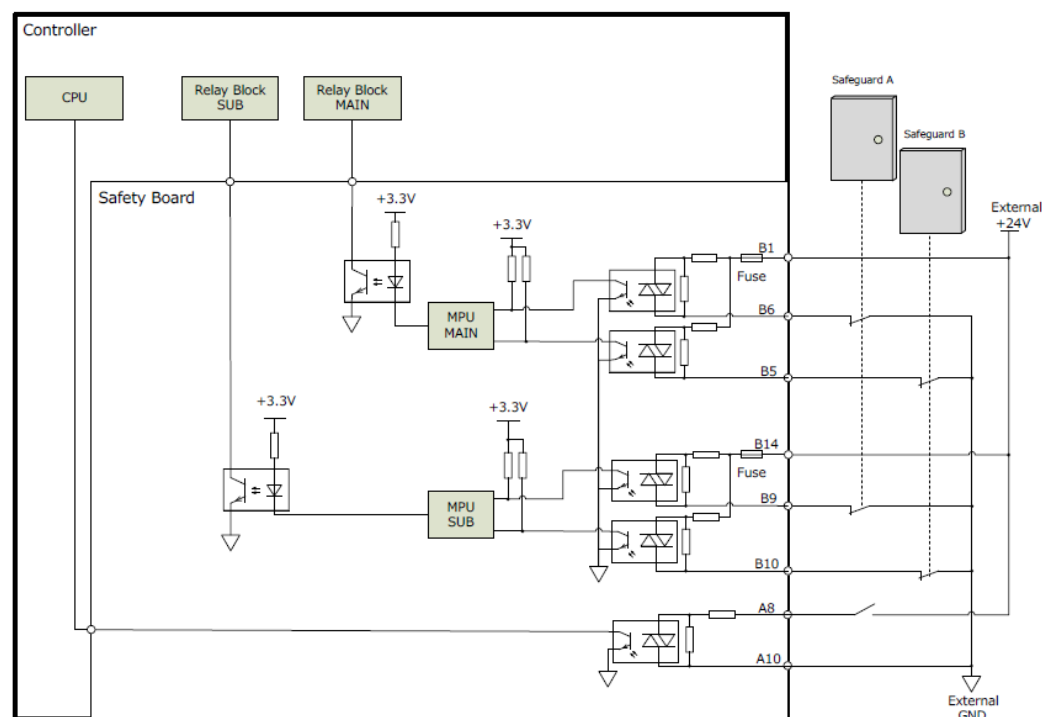 Controller
CPU
Relay Block
SUB
Relay Block
MAIN
Safeguard A
Safeguard B
External
+24V
Safety Board
+3.3V
+3.3V
B1
Fuse
MPU
MAIN
B6
B5
+3.3V
+3.3V
B14
Fuse
MPU
SUB
B9
B10
A8
A10
External
GND